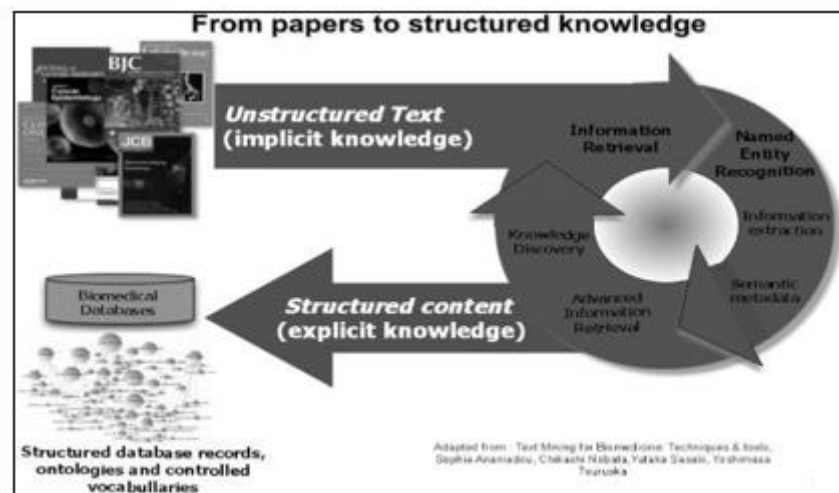 From papers to structured knowledge
BJC
JCB
Unstructured Text
(implicit knowledge)
Information
Retrieval
Named
Entity
Recognition
Information
extraction
Semantic
metadata
Advanced
Information
Retrieval
Knowledge
Discovery
Structured content
(explicit knowledge)
Biomedical
Databases
Structured database records,
ontologies and controlled
vocabullaries
Adapted from : Text Mining for Biomedicine: Techniques & tools,
Sophia Ananiadou, Chikashi Nobata, Yutaka Sasaki, Yoshimasa
Tsuruoka